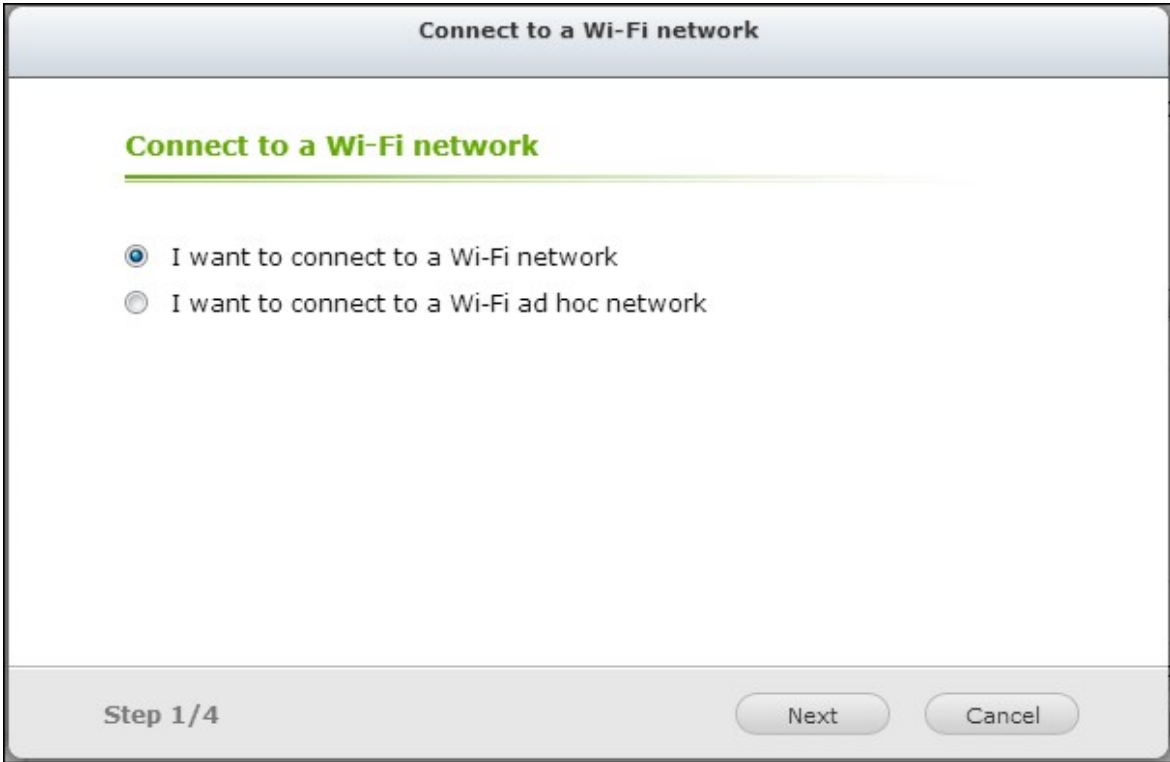 Connect to a Wi-Fi network
Connect to a Wi-Fi network
I want to connect to a Wi-Fi network
I want to connect to a Wi-Fi ad hoc network
Step 1/4
Next
Cancel